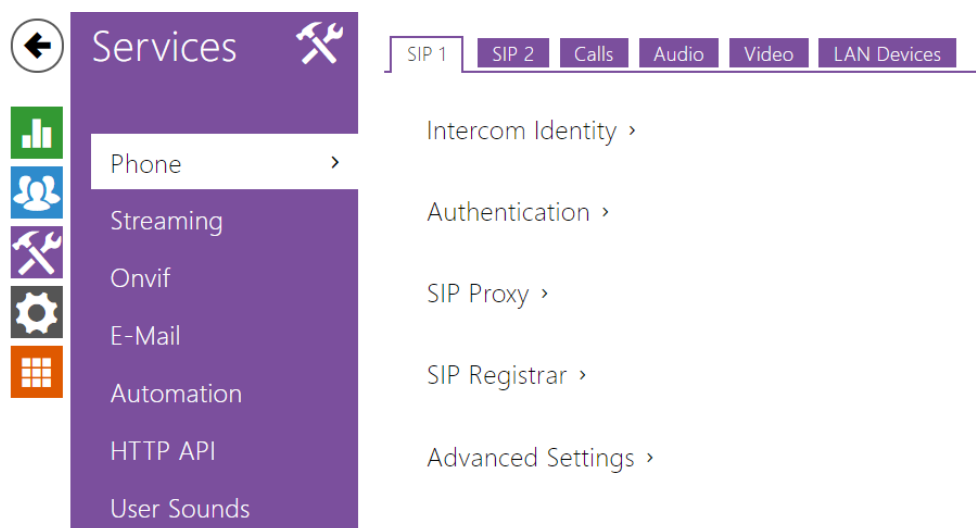 Services
Phone
Streaming
Onvif
E-Mail
Automation
HTTP API
User Sounds
SIP 1 SIP 2 Calls Audio Video LAN Devices
Intercom Identity
Authentication
SIP Proxy
SIP Registrar
Advanced Settings